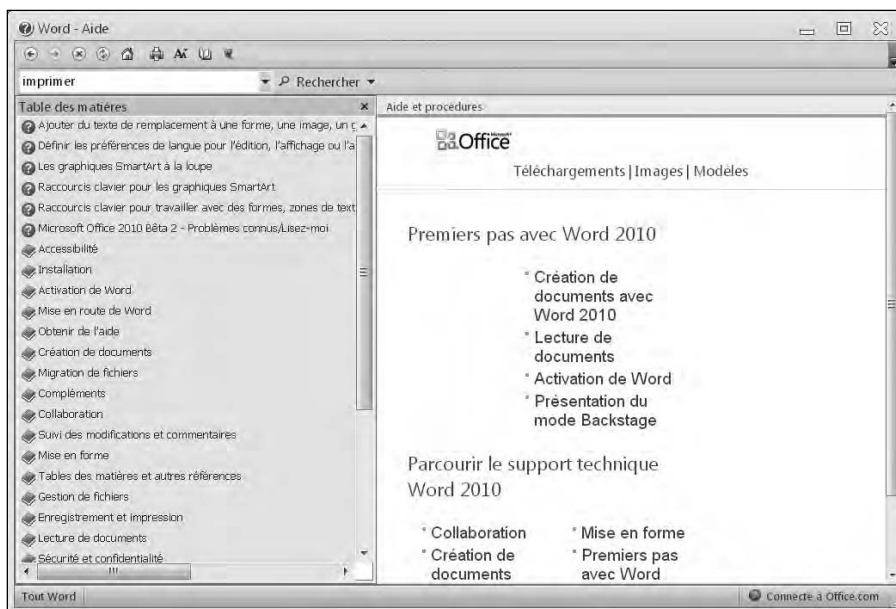 Word - Aide
imprimer
Rechercher
Table des matières
Ajouter du texte de remplacement à une forme, une image, un
Définir les préférences de langue pour l'édition, l'affichage ou l'a
Les graphiques SmartArt à la loupe
Raccourcis clavier pour les graphiques SmartArt
Raccourcis clavier pour travailler avec des formes, zones de text
Microsoft Office 2010 Bêta 2 - Problèmes connus/Lisez-moi
Accessibilité
Installation
Activation de Word
Mise en route de Word
Obtenir de l'aide
Création de documents
Migration de fichiers
Compléments
Collaboration
Suivi des modifications et commentaires
Mise en forme
Tables des matières et autres références
Gestion de fichiers
Enregistrement et impression
Lecture de documents
Sécurité et confidentialité
Tout Word
Aide et procédures
Office
Téléchargements | Images | Modèles
Premiers pas avec Word 2010
Création de
documents avec
Word 2010
Lecture de
documents
Activation de Word
Présentation du
mode Backstage
Parcourir le support technique
Word 2010
Collaboration
Création de
documents
Mise en forme
Premiers pas
avec Word
Connecté à Office.com